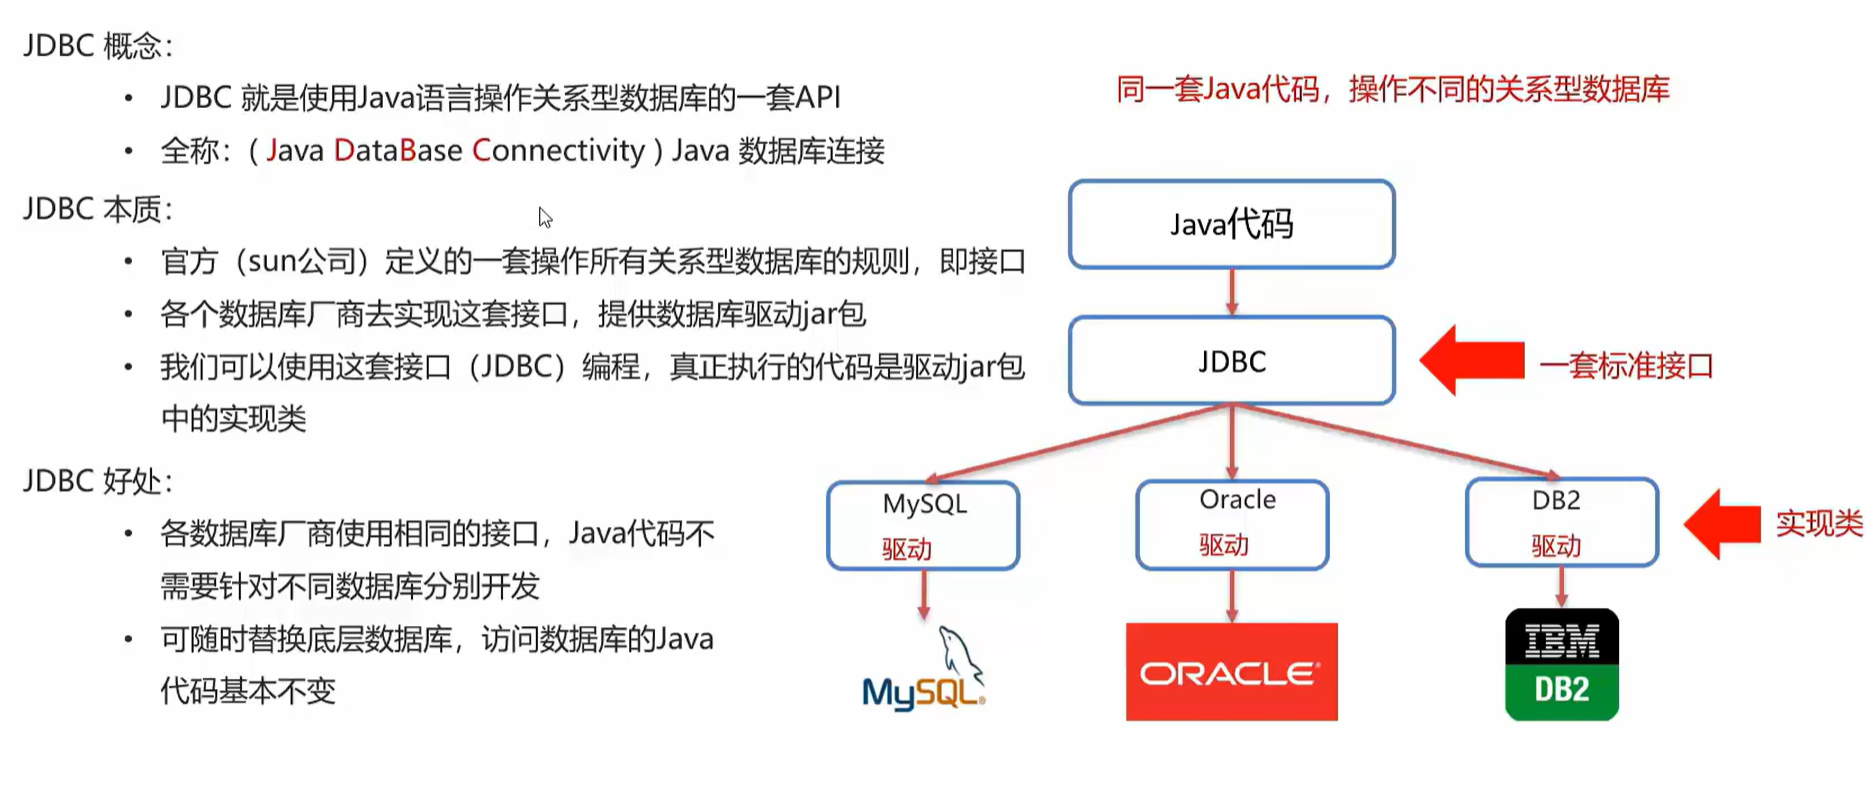 JDBC 概念：
• JDBC 就是使用Java语言操作关系型数据库的一套API
• 全称：( Java DataBase Connectivity ) Java 数据库连接
JDBC 本质：
• 官方（sun公司）定义的一套操作所有关系型数据库的规则，即接口
• 各个数据库厂商去实现这套接口，提供数据库驱动jar包
• 我们可以使用这套接口（JDBC）编程，真正执行的代码是驱动jar包
中的实现类
JDBC 好处：
• 各数据库厂商使用相同的接口，Java代码不
需要针对不同数据库分别开发
• 可随时替换底层数据库，访问数据库的Java
代码基本不变
同一套Java代码，操作不同的关系型数据库
Java代码
JDBC
一套标准接口
MySQL
驱动
Oracle
驱动
DB2
驱动
实现类
MySQL®
ORACLE®
IBM
DB2